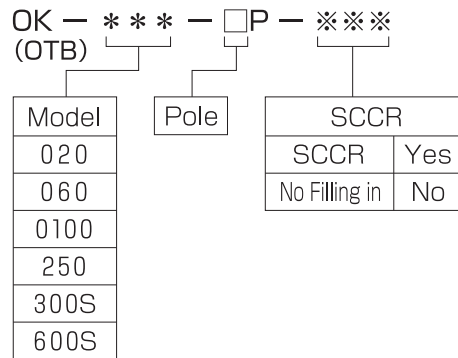 OK － ＊＊＊ － □P － ※※※
(OTB)
Model
020
060
0100
250
300S
600S
Pole
SCCR
SCCR Yes
No Filling in No